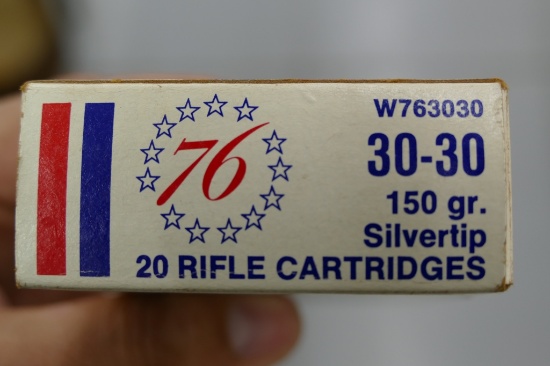 76
W763030
30-30
150 gr.
Silvertip
20 RIFLE CARTRIDGES